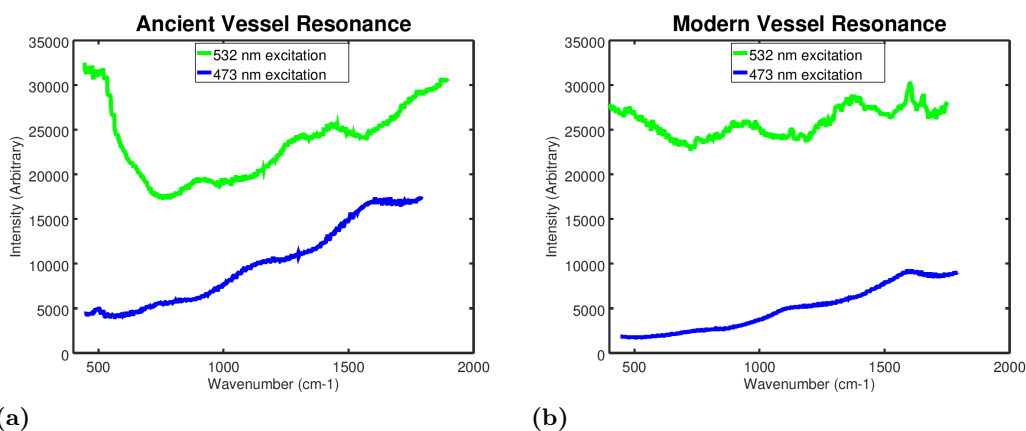 Ancient Vessel Resonance
35000
30000
25000
20000
15000
10000
5000
0
Intensity (Arbitrary)
532 nm excitation
473 nm excitation
500
1000
1500
2000
Wavenumber (cm-1)
(a)
Modern Vessel Resonance
35000
30000
25000
20000
15000
10000
5000
0
Intensity (Arbitrary)
532 nm excitation
473 nm excitation
500
1000
1500
2000
Wavenumber (cm-1)
(b)